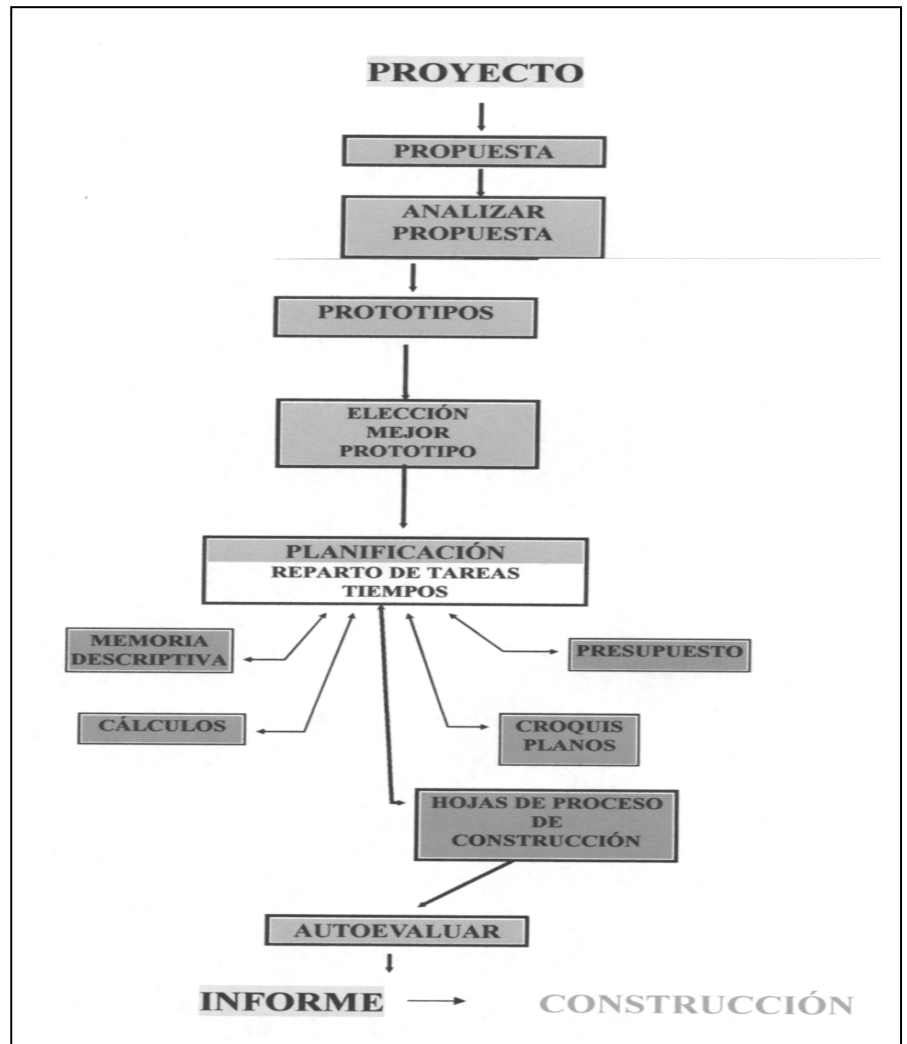 PROYECTO
PROPUESTA
ANALIZAR
PROPUESTA
PROTOTIPOS
ELECCIÓN
MEJOR
PROTOTIPO
PLANIFICACIÓN
REPARTO DE TAREAS
TIEMPOS
MEMORIA
DESCRIPTIVA
PRESUPUESTO
CÁLCULOS
CROQUIS
PLANOS
HOJAS DE PROCESO
DE
CONSTRUCCIÓN
AUTOEVALUAR
INFORME
CONSTRUCCIÓN